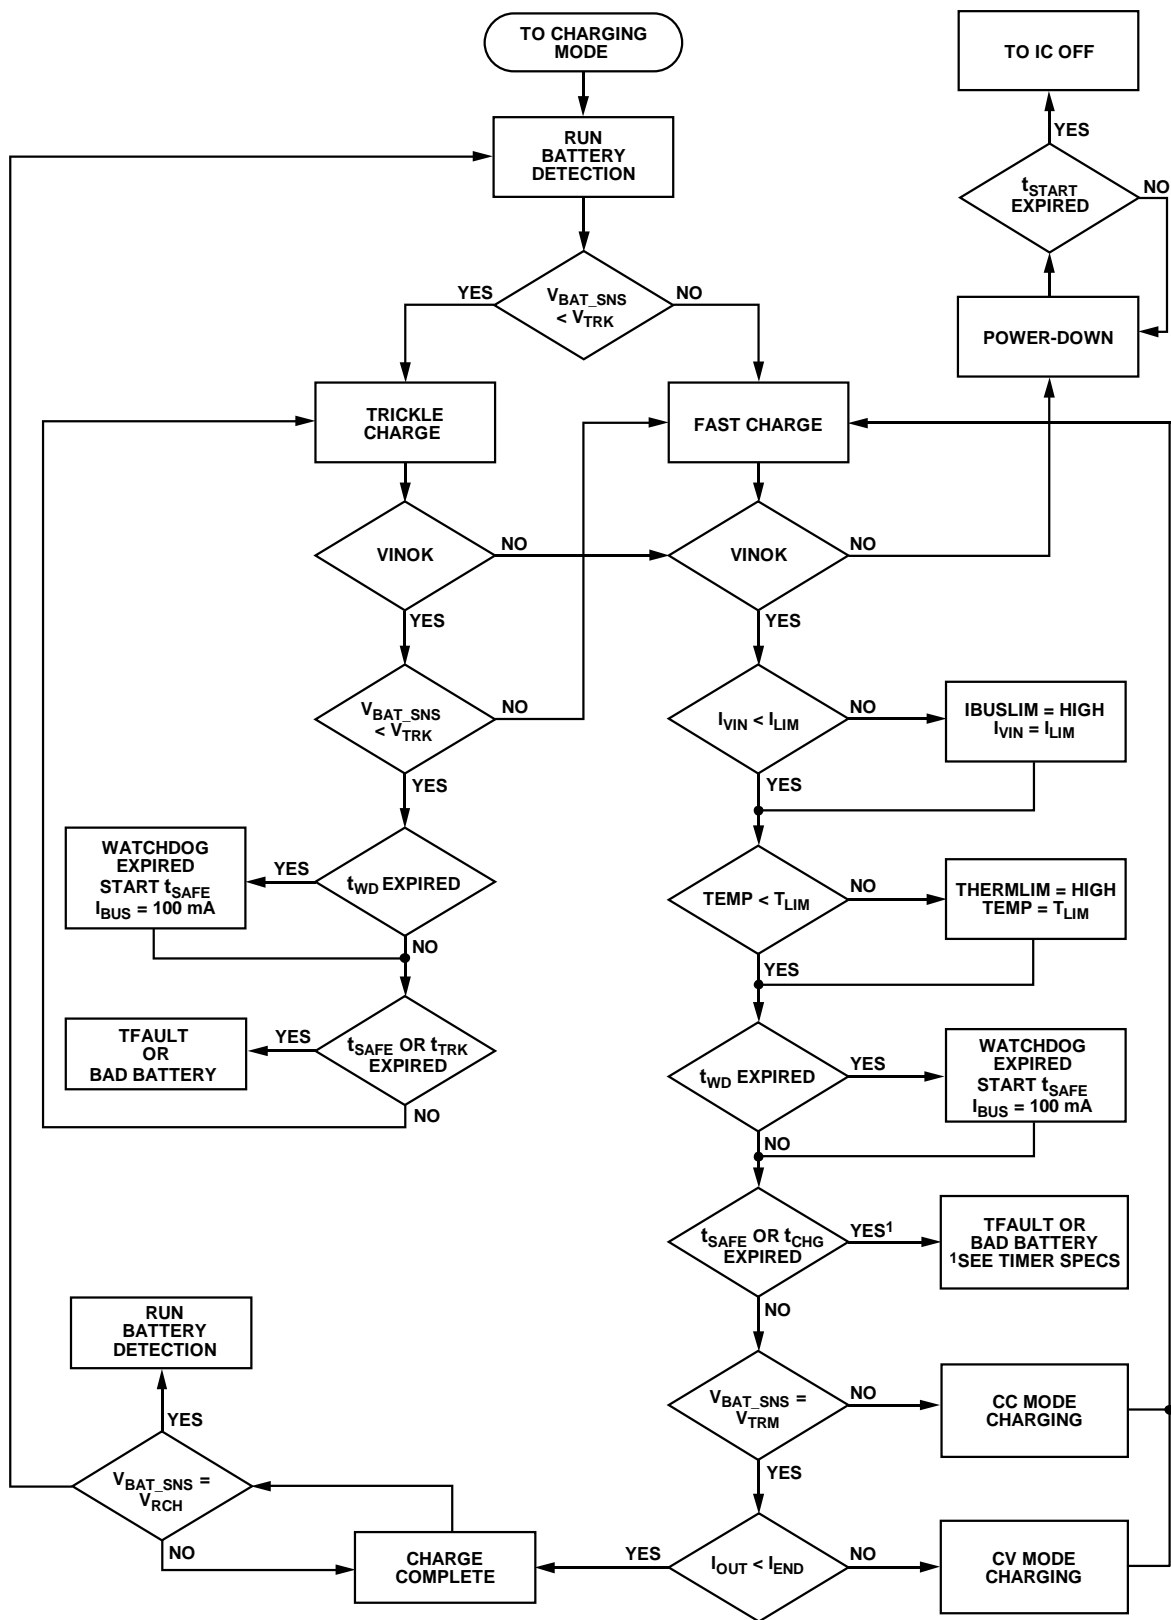 TO CHARGING
MODE
TO IC OFF
YES
RUN
BATTERY
DETECTION
tSTART
EXPIRED
NO
YES
VBAT_SNS
< VTRK
NO
POWER-DOWN
TRICKLE
CHARGE
FAST CHARGE
VINOK
NO
VINOK
NO
YES
YES
VBAT_SNS
< VTRK
NO
IVIN < ILIM
NO
IBUSLIM = HIGH
IVIN = ILIM
YES
YES
WATCHDOG
EXPIRED
START tSAFE
IBUS = 100 mA
YES
tWD EXPIRED
NO
TEMP < TLIM
NO
THERMLIM = HIGH
TEMP = TLIM
YES
TFAULT
OR
BAD BATTERY
YES
tSAFE OR tTRK
EXPIRED
NO
tWD EXPIRED
YES
WATCHDOG
EXPIRED
START tSAFE
IBUS = 100 mA
NO
tSAFE OR tCHG
EXPIRED
YES1
TFAULT OR
BAD BATTERY
1SEE TIMER SPECS
NO
RUN
BATTERY
DETECTION
YES
VBAT_SNS =
VTRM
NO
CC MODE
CHARGING
YES
VBAT_SNS =
VRCH
NO
CHARGE
COMPLETE
YES
IOUT < IEND
NO
CV MODE
CHARGING